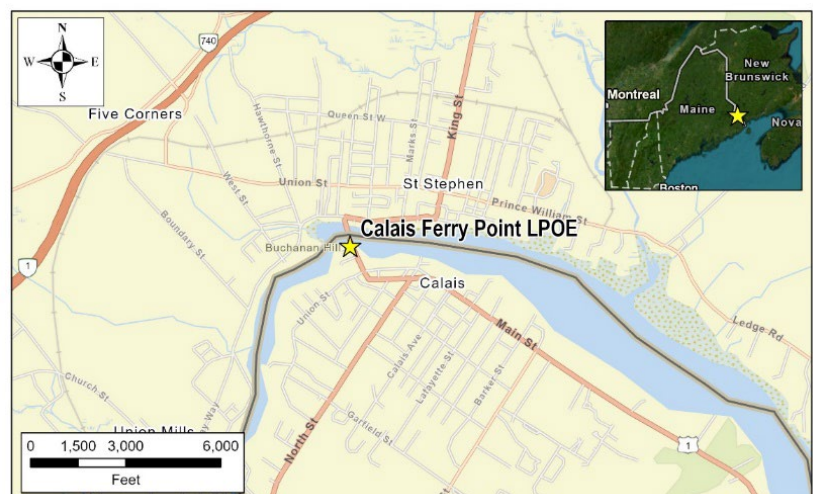 N
W E
S
740
Five Corners
Hawthorne St
Queen St W
Marks St
King St
West St
Union St
St Stephen
Prince William St
Boundary St
Calais Ferry Point LPOE
Buchanan Hill
1
Calais
Union St
Main St
Ledge Rd
Calais Ave
Lafayette St
Barker St
Church St
Garfield St
North St
Union Mills
1
0 1,500 3,000 6,000
Feet
New
Brunswick
Montreal
Maine
Nova
Boston